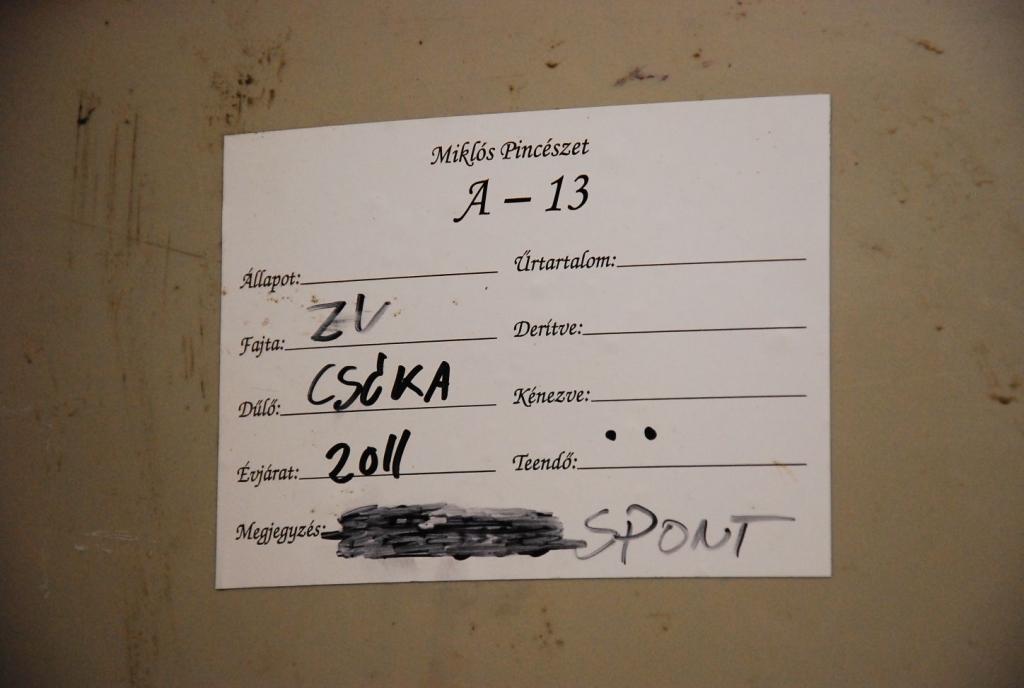 Miklós Pincészet
A – 13
Állapot: Űrtartalom:
Fajta: ZV Derítve:
Dűlő: CSÓKA Kénezve:
Évjárat: 2011 Teendő: ..
Megjegyzés: SPONT